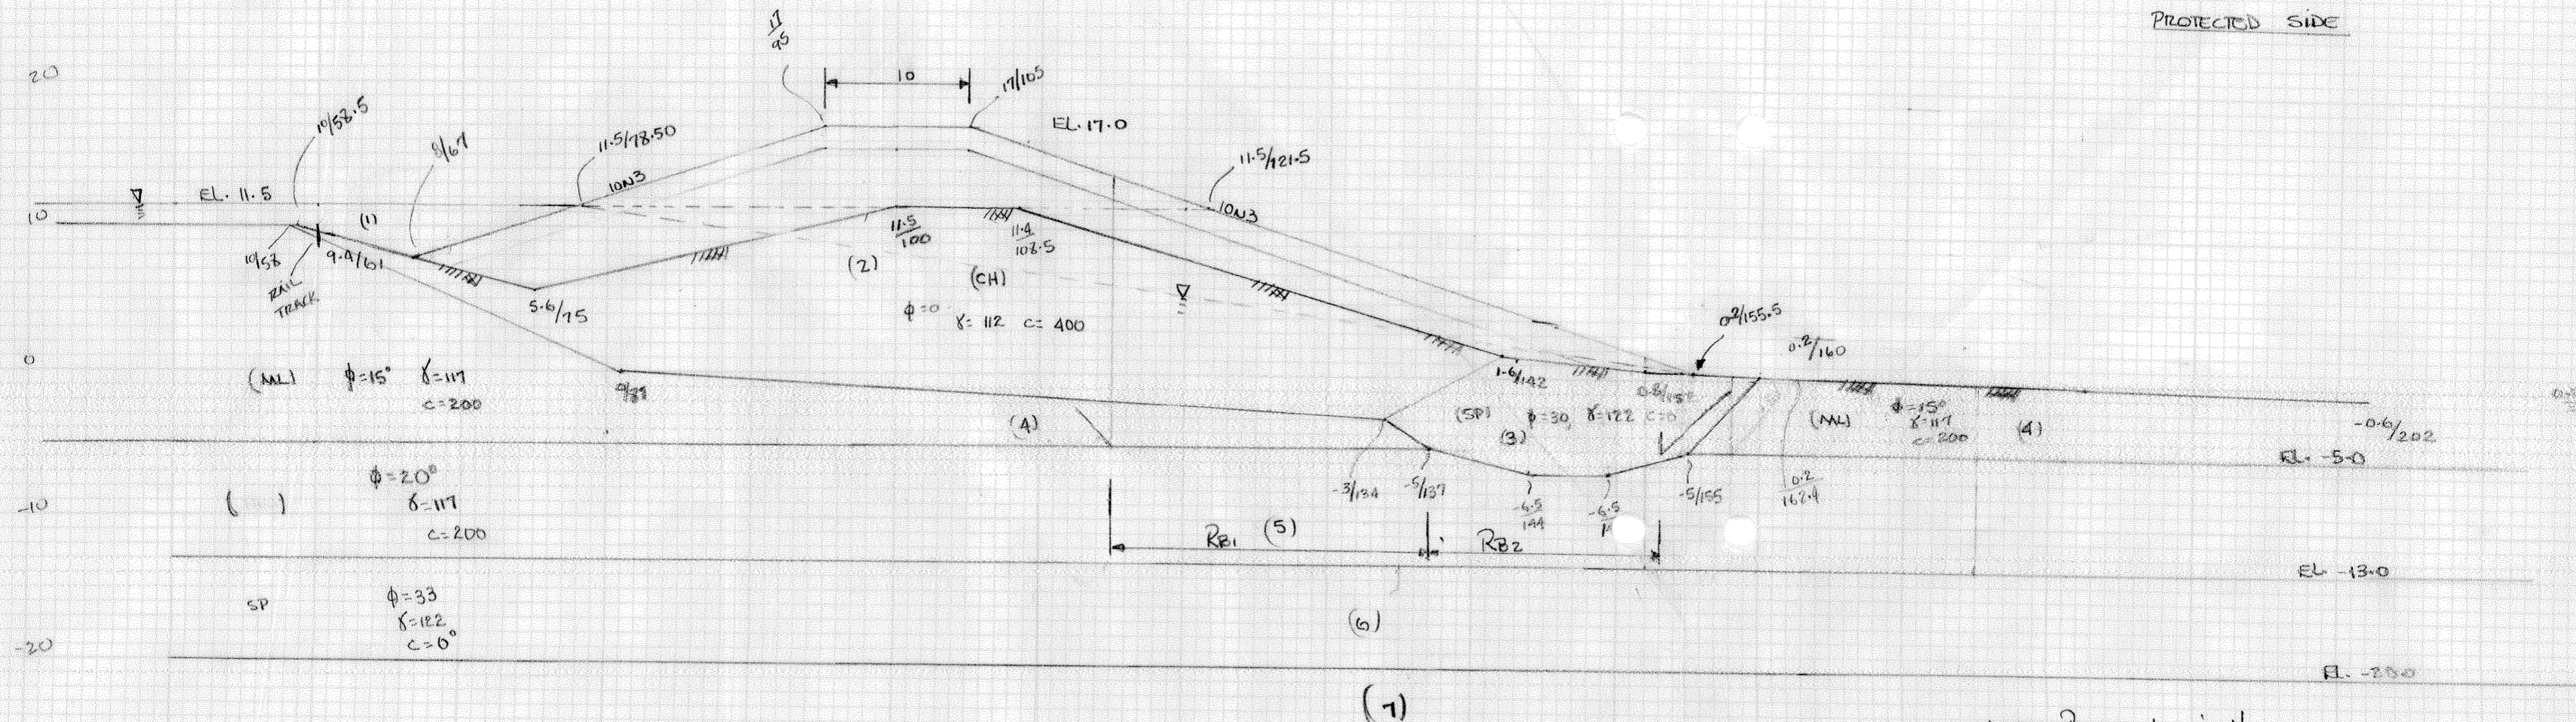 PROTECTED SIDE
17
95
20
10
17/105
EL. 17.0
10/58.5
8/67
11.5/78.50
10N3
11.5/121.5
10N3
EL. 11.5
10
(1)
10/58
9.4/61
RAIL
TRACK
5.6/75
11.5
100
11.4
108.5
(2)
(CH)
ϕ=0
γ= 112 c= 400
0.2/155.5
0.2/160
0
(ML) ϕ=15° γ=117
c=200
1.6/142
(SP) ϕ=30, γ=122 c=0
(3)
(ML) ϕ=15°
γ=117
c=200
(4)
(4)
-0.6/202
EL. -5.0
ϕ=20°
γ=117
c=200
( )
-10
-3/134
-5/137
-6.5
144
-6.5
-5/155
0.2
162.4
RB1 (5)
RB2
EL -13.0
SP
ϕ=33
γ=122
c=0°
(6)
-20
EL. -20.0
(7)